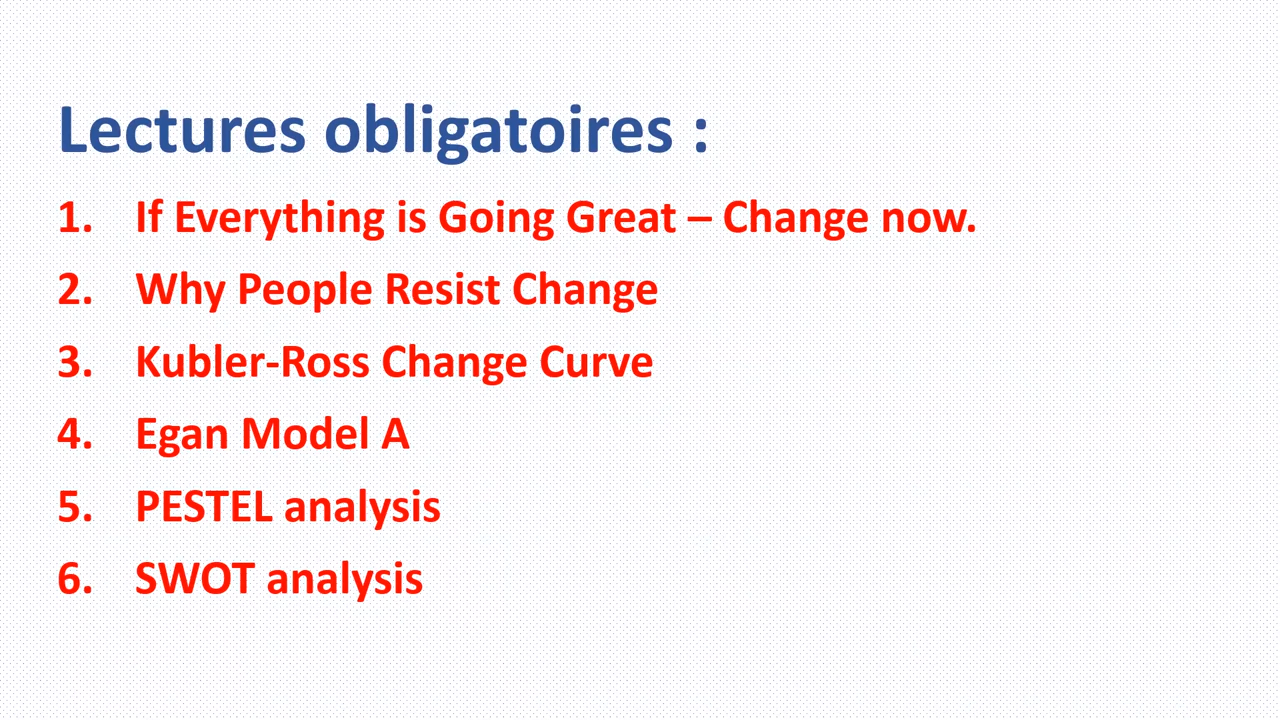 Lectures obligatoires :
1. If Everything is Going Great – Change now.
2. Why People Resist Change
3. Kubler-Ross Change Curve
4. Egan Model A
5. PESTEL analysis
6. SWOT analysis